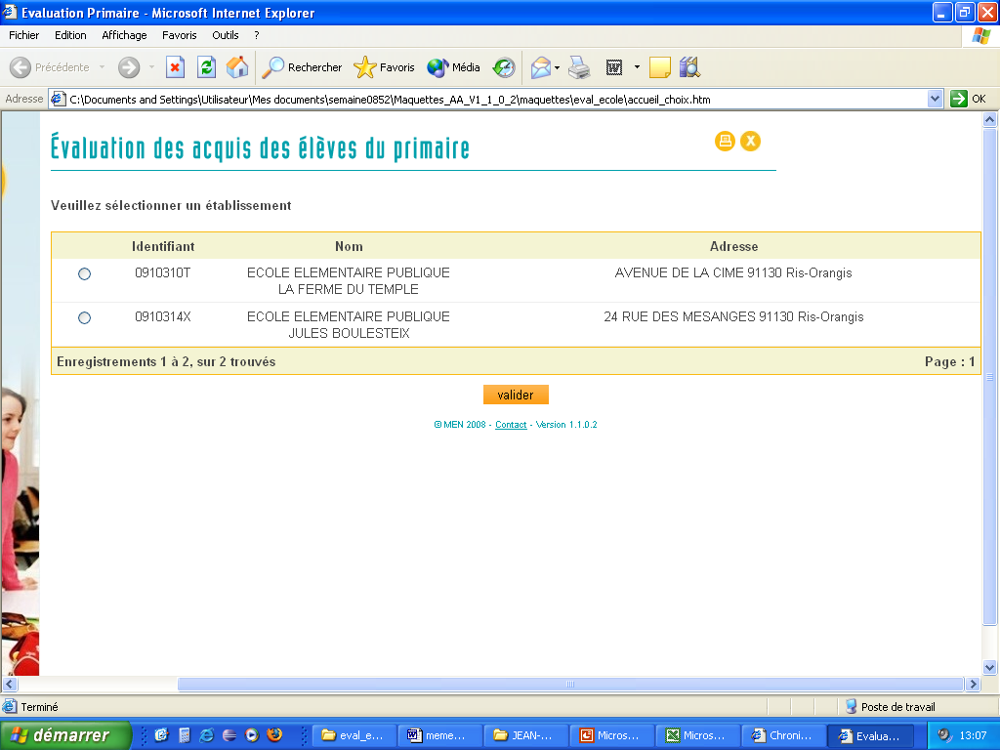 Evaluation Primaire - Microsoft Internet Explorer
Fichier Edition Affichage Favoris Outils ?
Précédente Rechercher Favoris Média
Adresse C:\Documents and Settings\Utilisateur\Mes documents\semaine0852\Maquettes_AA_V1_1_0_2\maquettes\eval_ecole\accueil_choix.htm OK
Évaluation des acquis des élèves du primaire
Veuillez sélectionner un établissement
Identifiant Nom Adresse
0910310T ECOLE ELEMENTAIRE PUBLIQUE AVENUE DE LA CIME 91130 Ris-Orangis
LA FERME DU TEMPLE
0910314X ECOLE ELEMENTAIRE PUBLIQUE 24 RUE DES MESANGES 91130 Ris-Orangis
JULES BOULESTEIX
Enregistrements 1 à 2, sur 2 trouvés Page : 1
valider
© MEN 2008 - Contact - Version 1.1.0.2
Terminé Poste de travail
démarrer eval_e... meme... JEAN-... Micros... Micros... Chroni... Evalua... 13:07